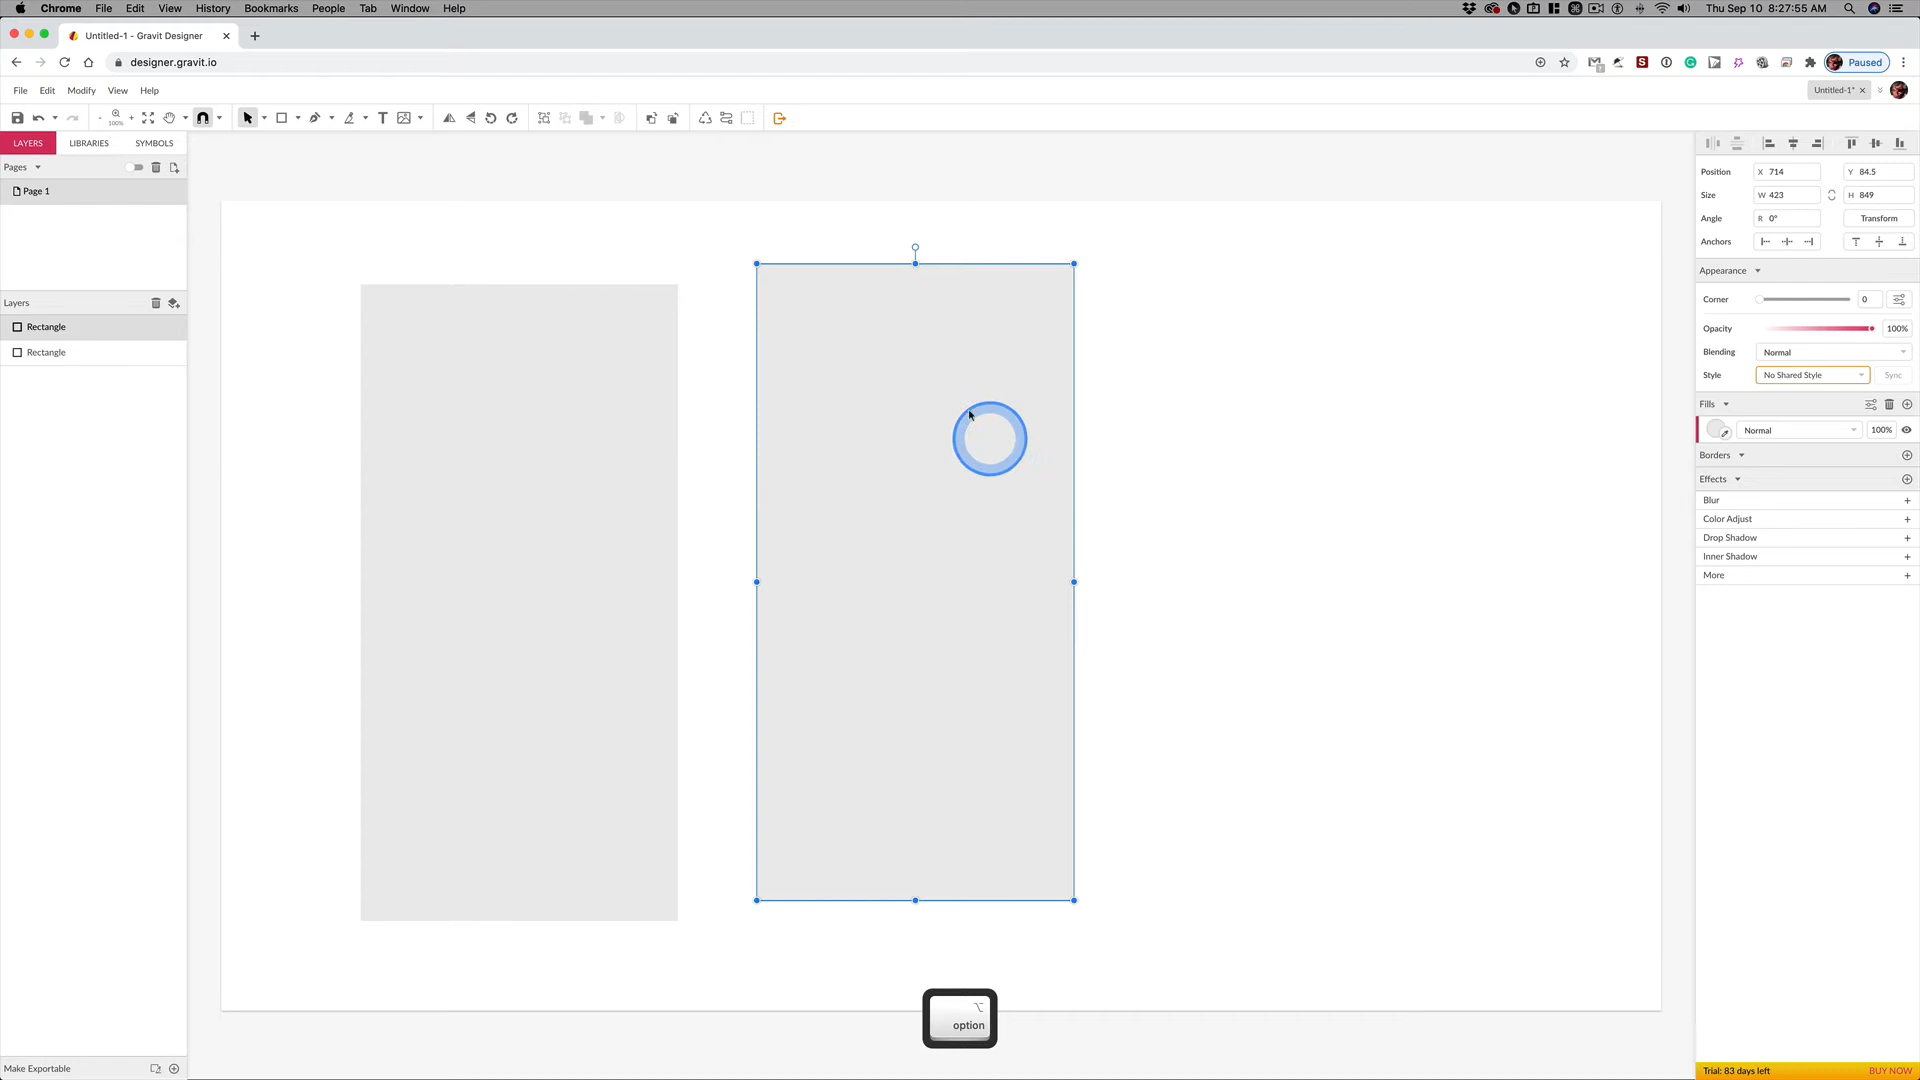 Chrome File Edit View History Bookmarks People Tab Window Help Thu Sep 10 8:27:55 AM
Untitled-1 - Gravit Designer
designer.gravit.io Paused
File Edit Modify View Help Untitled-1*
100%
LAYERS LIBRARIES SYMBOLS
Pages
Page 1
Layers
Rectangle
Rectangle
Make Exportable
option
Position X 714 Y 84.5
Size W 423 H 849
Angle R 0° Transform
Anchors
Appearance
Corner 0
Opacity 100%
Blending Normal
Style No Shared Style Sync
Fills
Normal 100%
Borders
Effects
Blur
Color Adjust
Drop Shadow
Inner Shadow
More
Trial: 83 days left BUY NOW